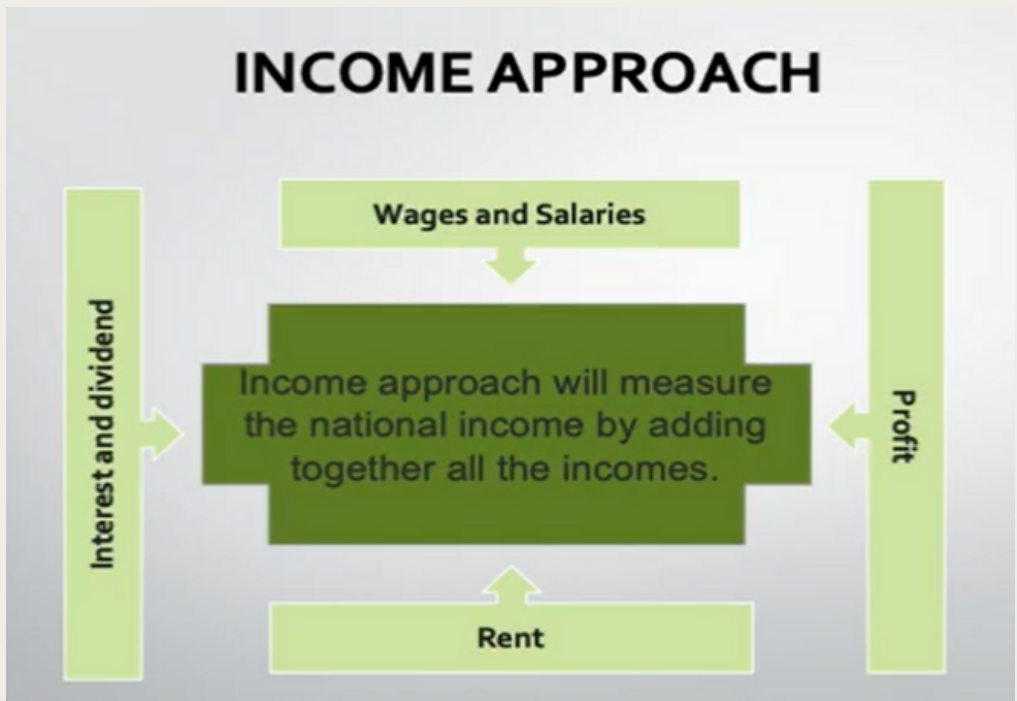 INCOME APPROACH
Wages and Salaries
Interest and dividend
Income approach will measure
the national income by adding
together all the incomes.
Profit
Rent